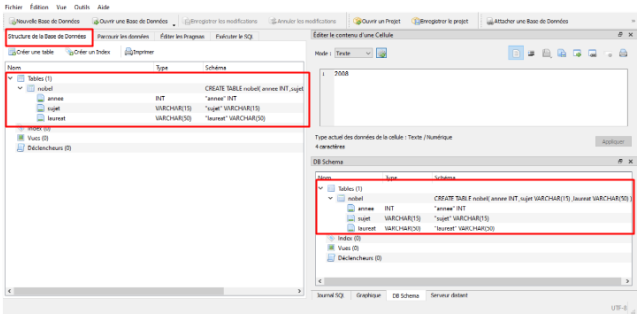 Fichier Édition Vue Outils Aide
Nouvelle Base de Données Ouvrir une Base de Données Enregistrer les modifications Annuler les modifications Ouvrir un Projet Enregistrer le projet Attacher une Base de Données »
Structure de la Base de Données Parcourir les données Éditer les Pragmas Exécuter le SQL
Créer une table Créer un Index Imprimer
Nom Type Schéma
Tables (1)
nobel CREATE TABLE nobel( annee INT ,sujet
annee INT "annee" INT
sujet VARCHAR(15) "sujet" VARCHAR(15)
laureat VARCHAR(50) "laureat" VARCHAR(50)
Index (0)
Vues (0)
Déclencheurs (0)
Éditer le contenu d'une Cellule
Mode : Texte
1 2008
Type actuel des données de la cellule : Texte / Numérique
4 caractères
Appliquer
DB Schema
Nom Type Schéma
Tables (1)
nobel CREATE TABLE nobel( annee INT ,sujet VARCHAR(15) ,laureat VARCHAR(50) )
annee INT "annee" INT
sujet VARCHAR(15) "sujet" VARCHAR(15)
laureat VARCHAR(50) "laureat" VARCHAR(50)
Index (0)
Vues (0)
Déclencheurs (0)
Journal SQL Graphique DB Schema Serveur distant
UTF-8